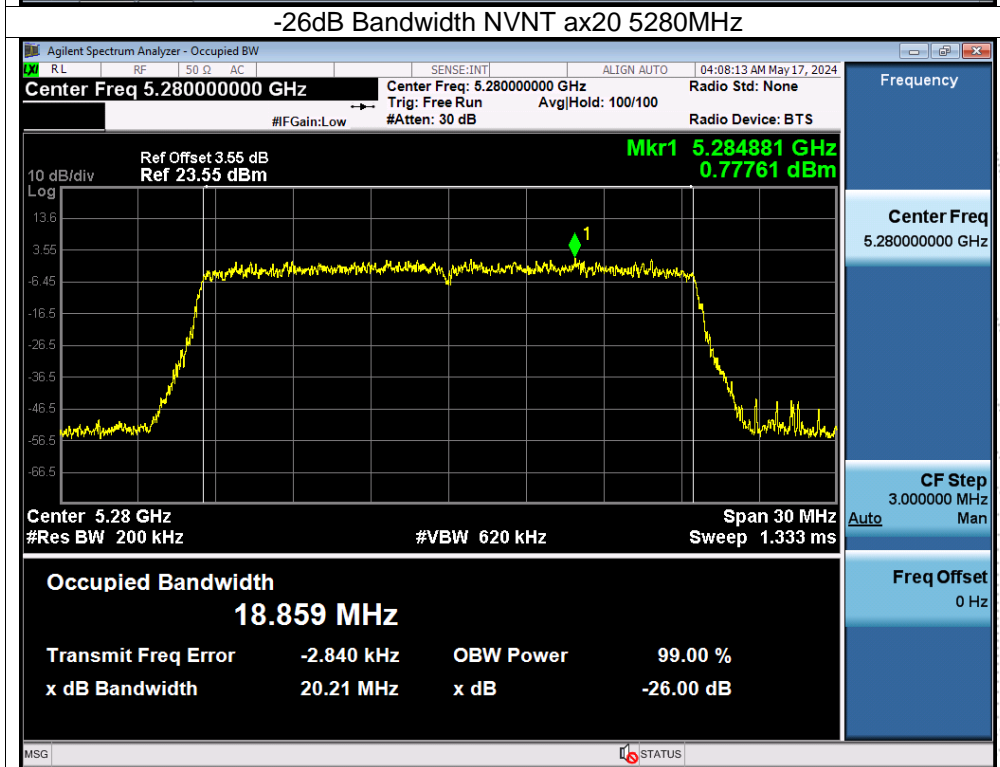 -26dB Bandwidth NVNT ax20 5280MHz
Agilent Spectrum Analyzer - Occupied BW
LXI RL RF 50 Ω AC SENSE:INT ALIGN AUTO 04:08:13 AM May 17, 2024
Center Freq 5.280000000 GHz Center Freq: 5.280000000 GHz Radio Std: None
Trig: Free Run Avg|Hold: 100/100
#IFGain:Low #Atten: 30 dB Radio Device: BTS
Frequency
Ref Offset 3.55 dB Mkr1 5.284881 GHz
10 dB/div Ref 23.55 dBm 0.77761 dBm
Log
13.6
3.55
-6.45
-16.5
-26.5
-36.5
-46.5
-56.5
-66.5
1
Center Freq
5.280000000 GHz
CF Step
3.000000 MHz
Auto Man
Center 5.28 GHz Span 30 MHz
#Res BW 200 kHz #VBW 620 kHz Sweep 1.333 ms
Freq Offset
0 Hz
Occupied Bandwidth
18.859 MHz
Transmit Freq Error -2.840 kHz OBW Power 99.00 %
x dB Bandwidth 20.21 MHz x dB -26.00 dB
MSG STATUS